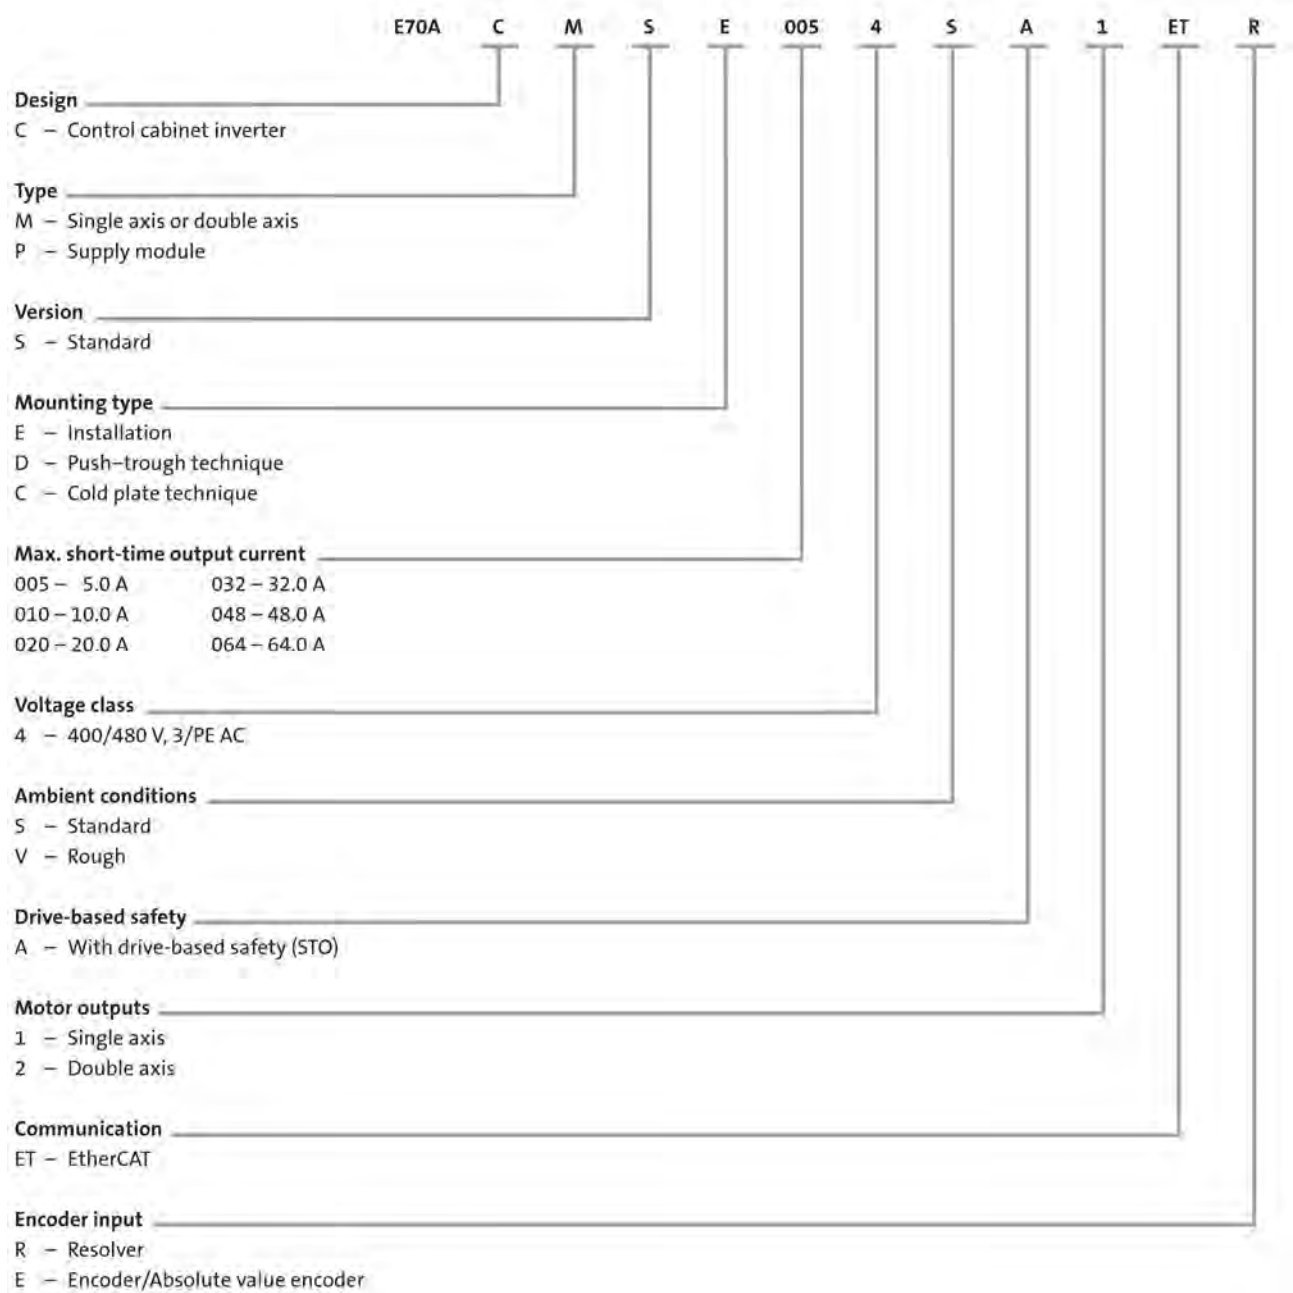 E70A C M S E 005 4 S A 1 ET R
Design
C – Control cabinet inverter
Type
M – Single axis or double axis
P – Supply module
Version
S – Standard
Mounting type
E – Installation
D – Push–trough technique
C – Cold plate technique
Max. short-time output current
005 – 5.0 A 032 – 32.0 A
010 – 10.0 A 048 – 48.0 A
020 – 20.0 A 064 – 64.0 A
Voltage class
4 – 400/480 V, 3/PE AC
Ambient conditions
S – Standard
V – Rough
Drive-based safety
A – With drive-based safety (STO)
Motor outputs
1 – Single axis
2 – Double axis
Communication
ET – EtherCAT
Encoder input
R – Resolver
E – Encoder/Absolute value encoder